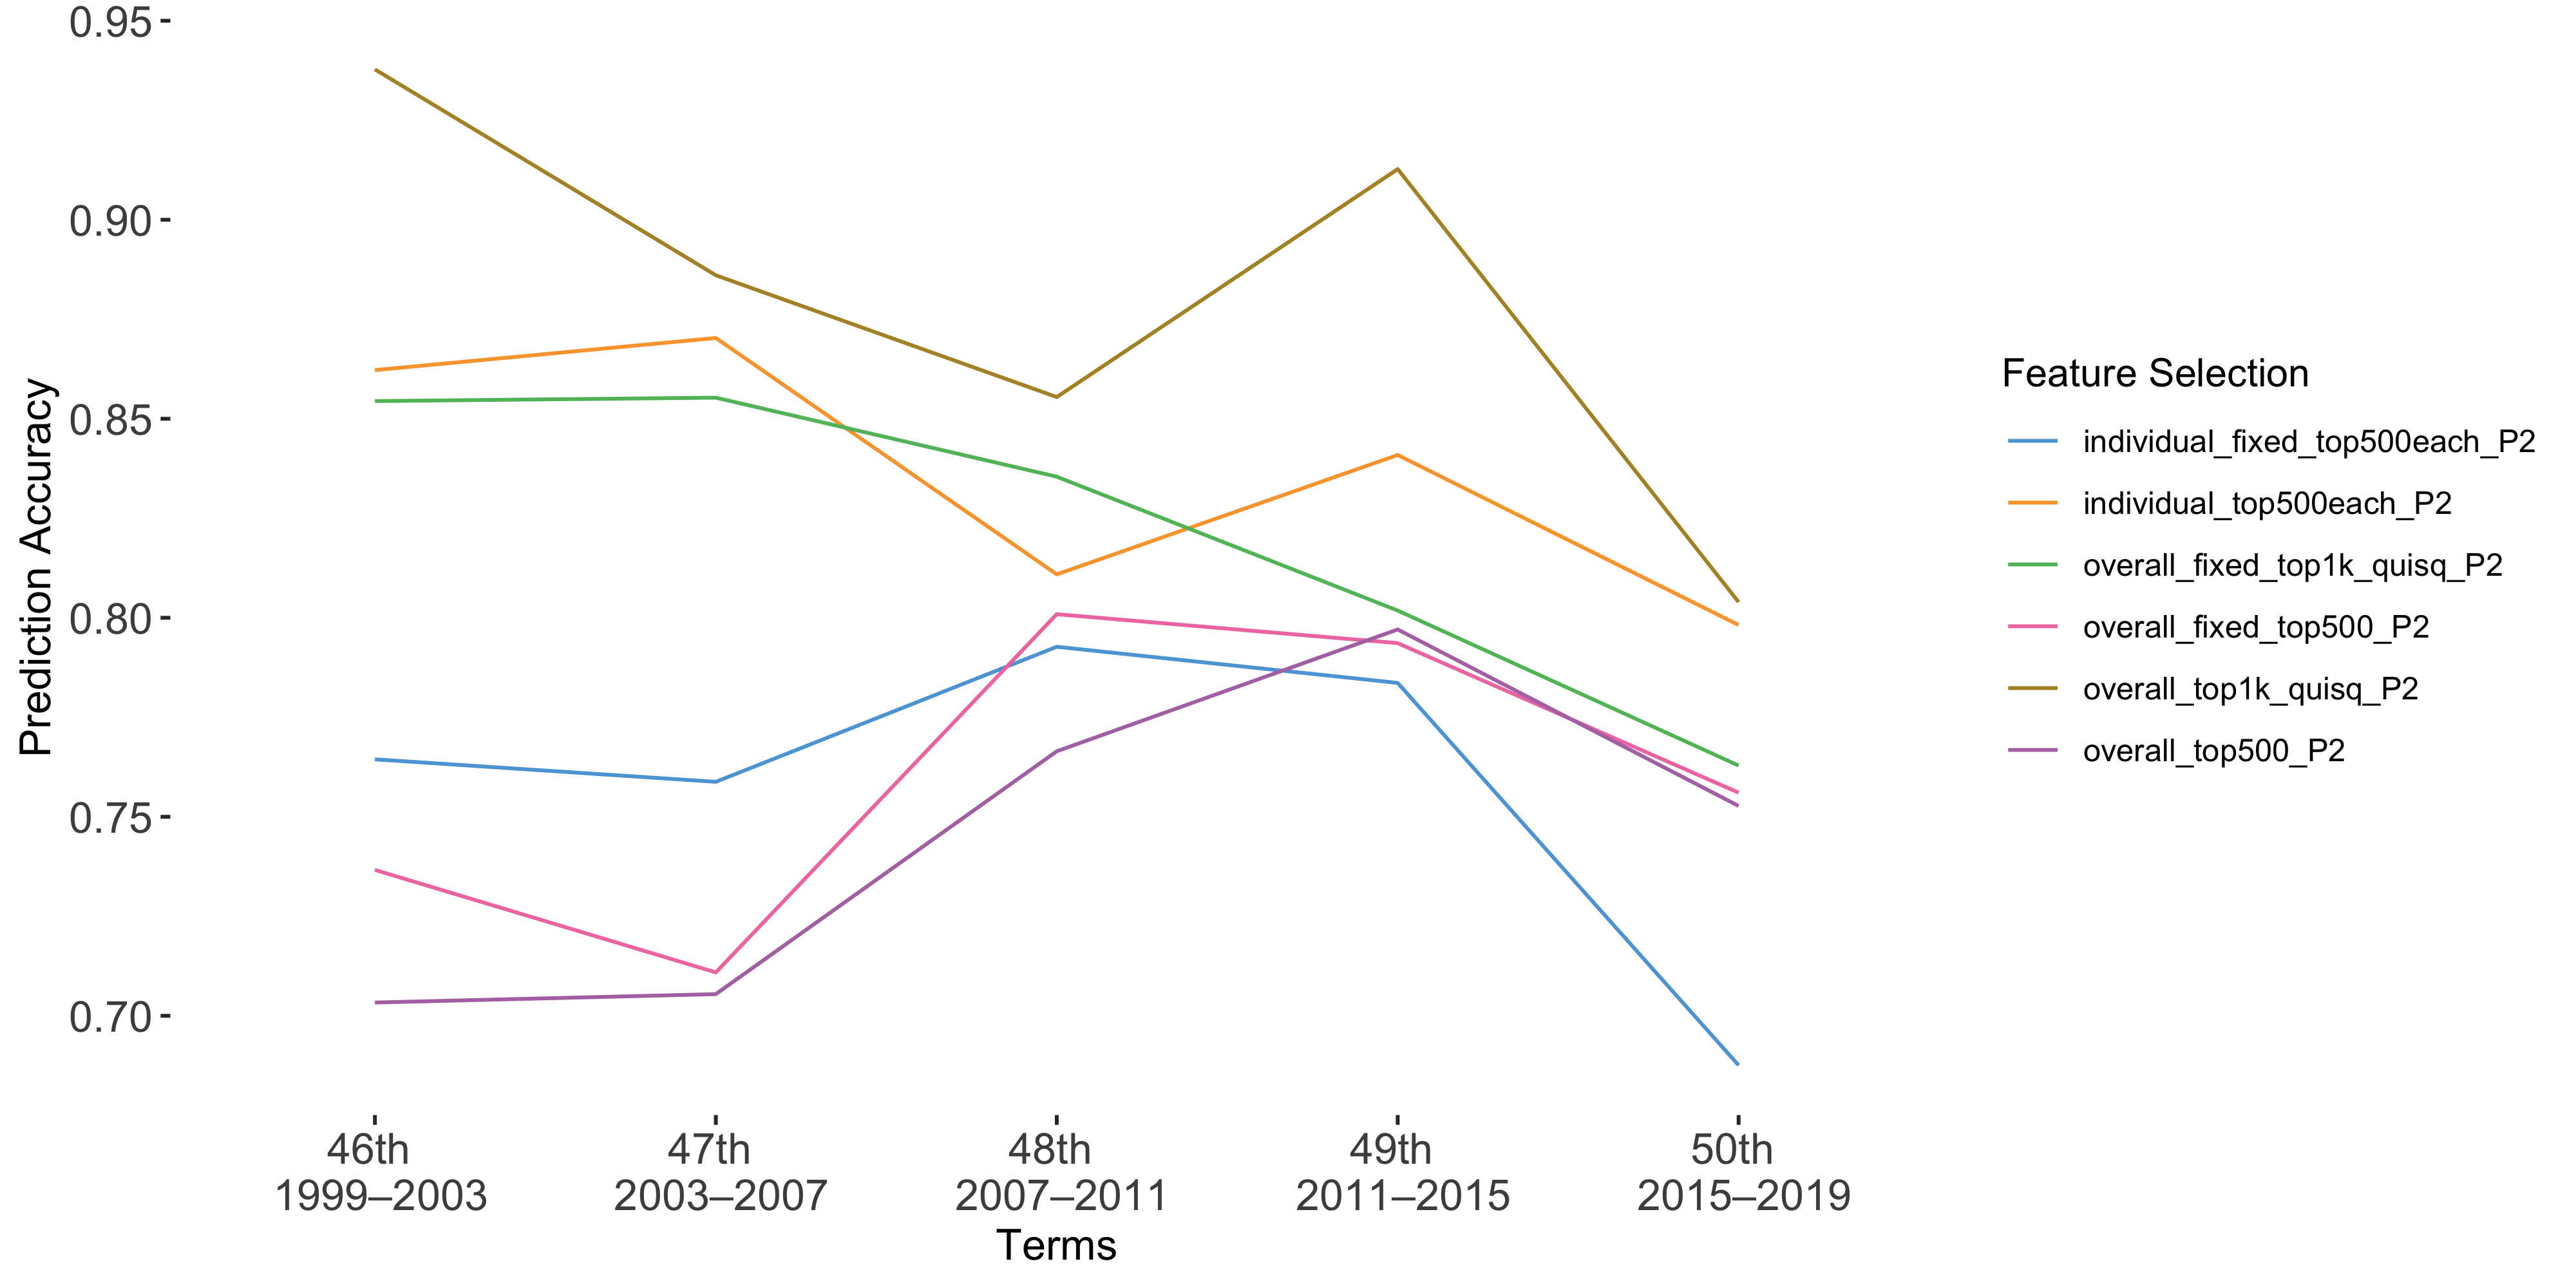 0.95
0.90
0.85
0.80
0.75
0.70
Prediction Accuracy
46th
1999–2003
47th
2003–2007
48th
2007–2011
49th
2011–2015
50th
2015–2019
Terms
Feature Selection
individual_fixed_top500each_P2
individual_top500each_P2
overall_fixed_top1k_quisq_P2
overall_fixed_top500_P2
overall_top1k_quisq_P2
overall_top500_P2